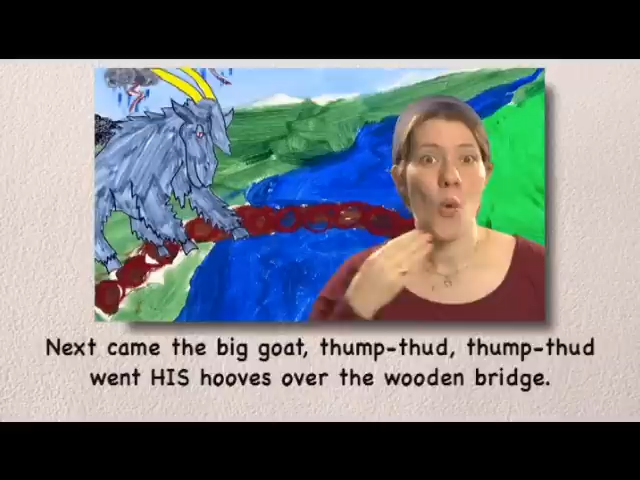 Next came the big goat, thump-thud, thump-thud
went HIS hooves over the wooden bridge.